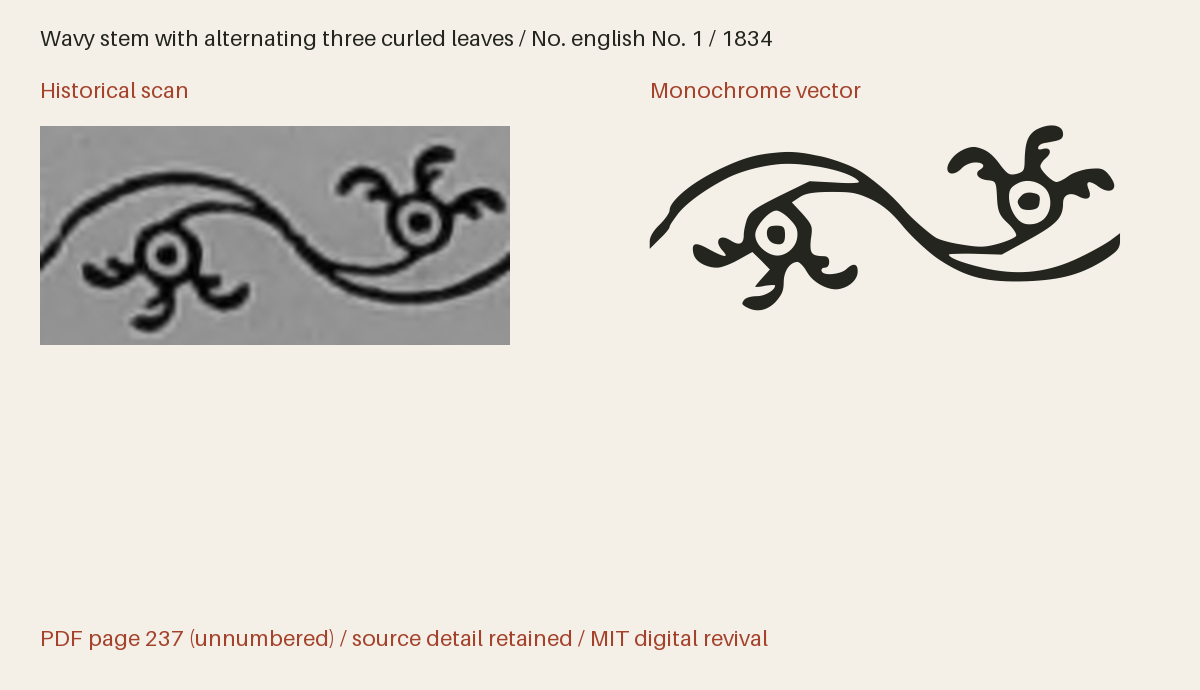 Wavy stem with alternating three curled leaves / No. english No. 1 / 1834
Historical scan
Monochrome vector
PDF page 237 (unnumbered) / source detail retained / MIT digital revival